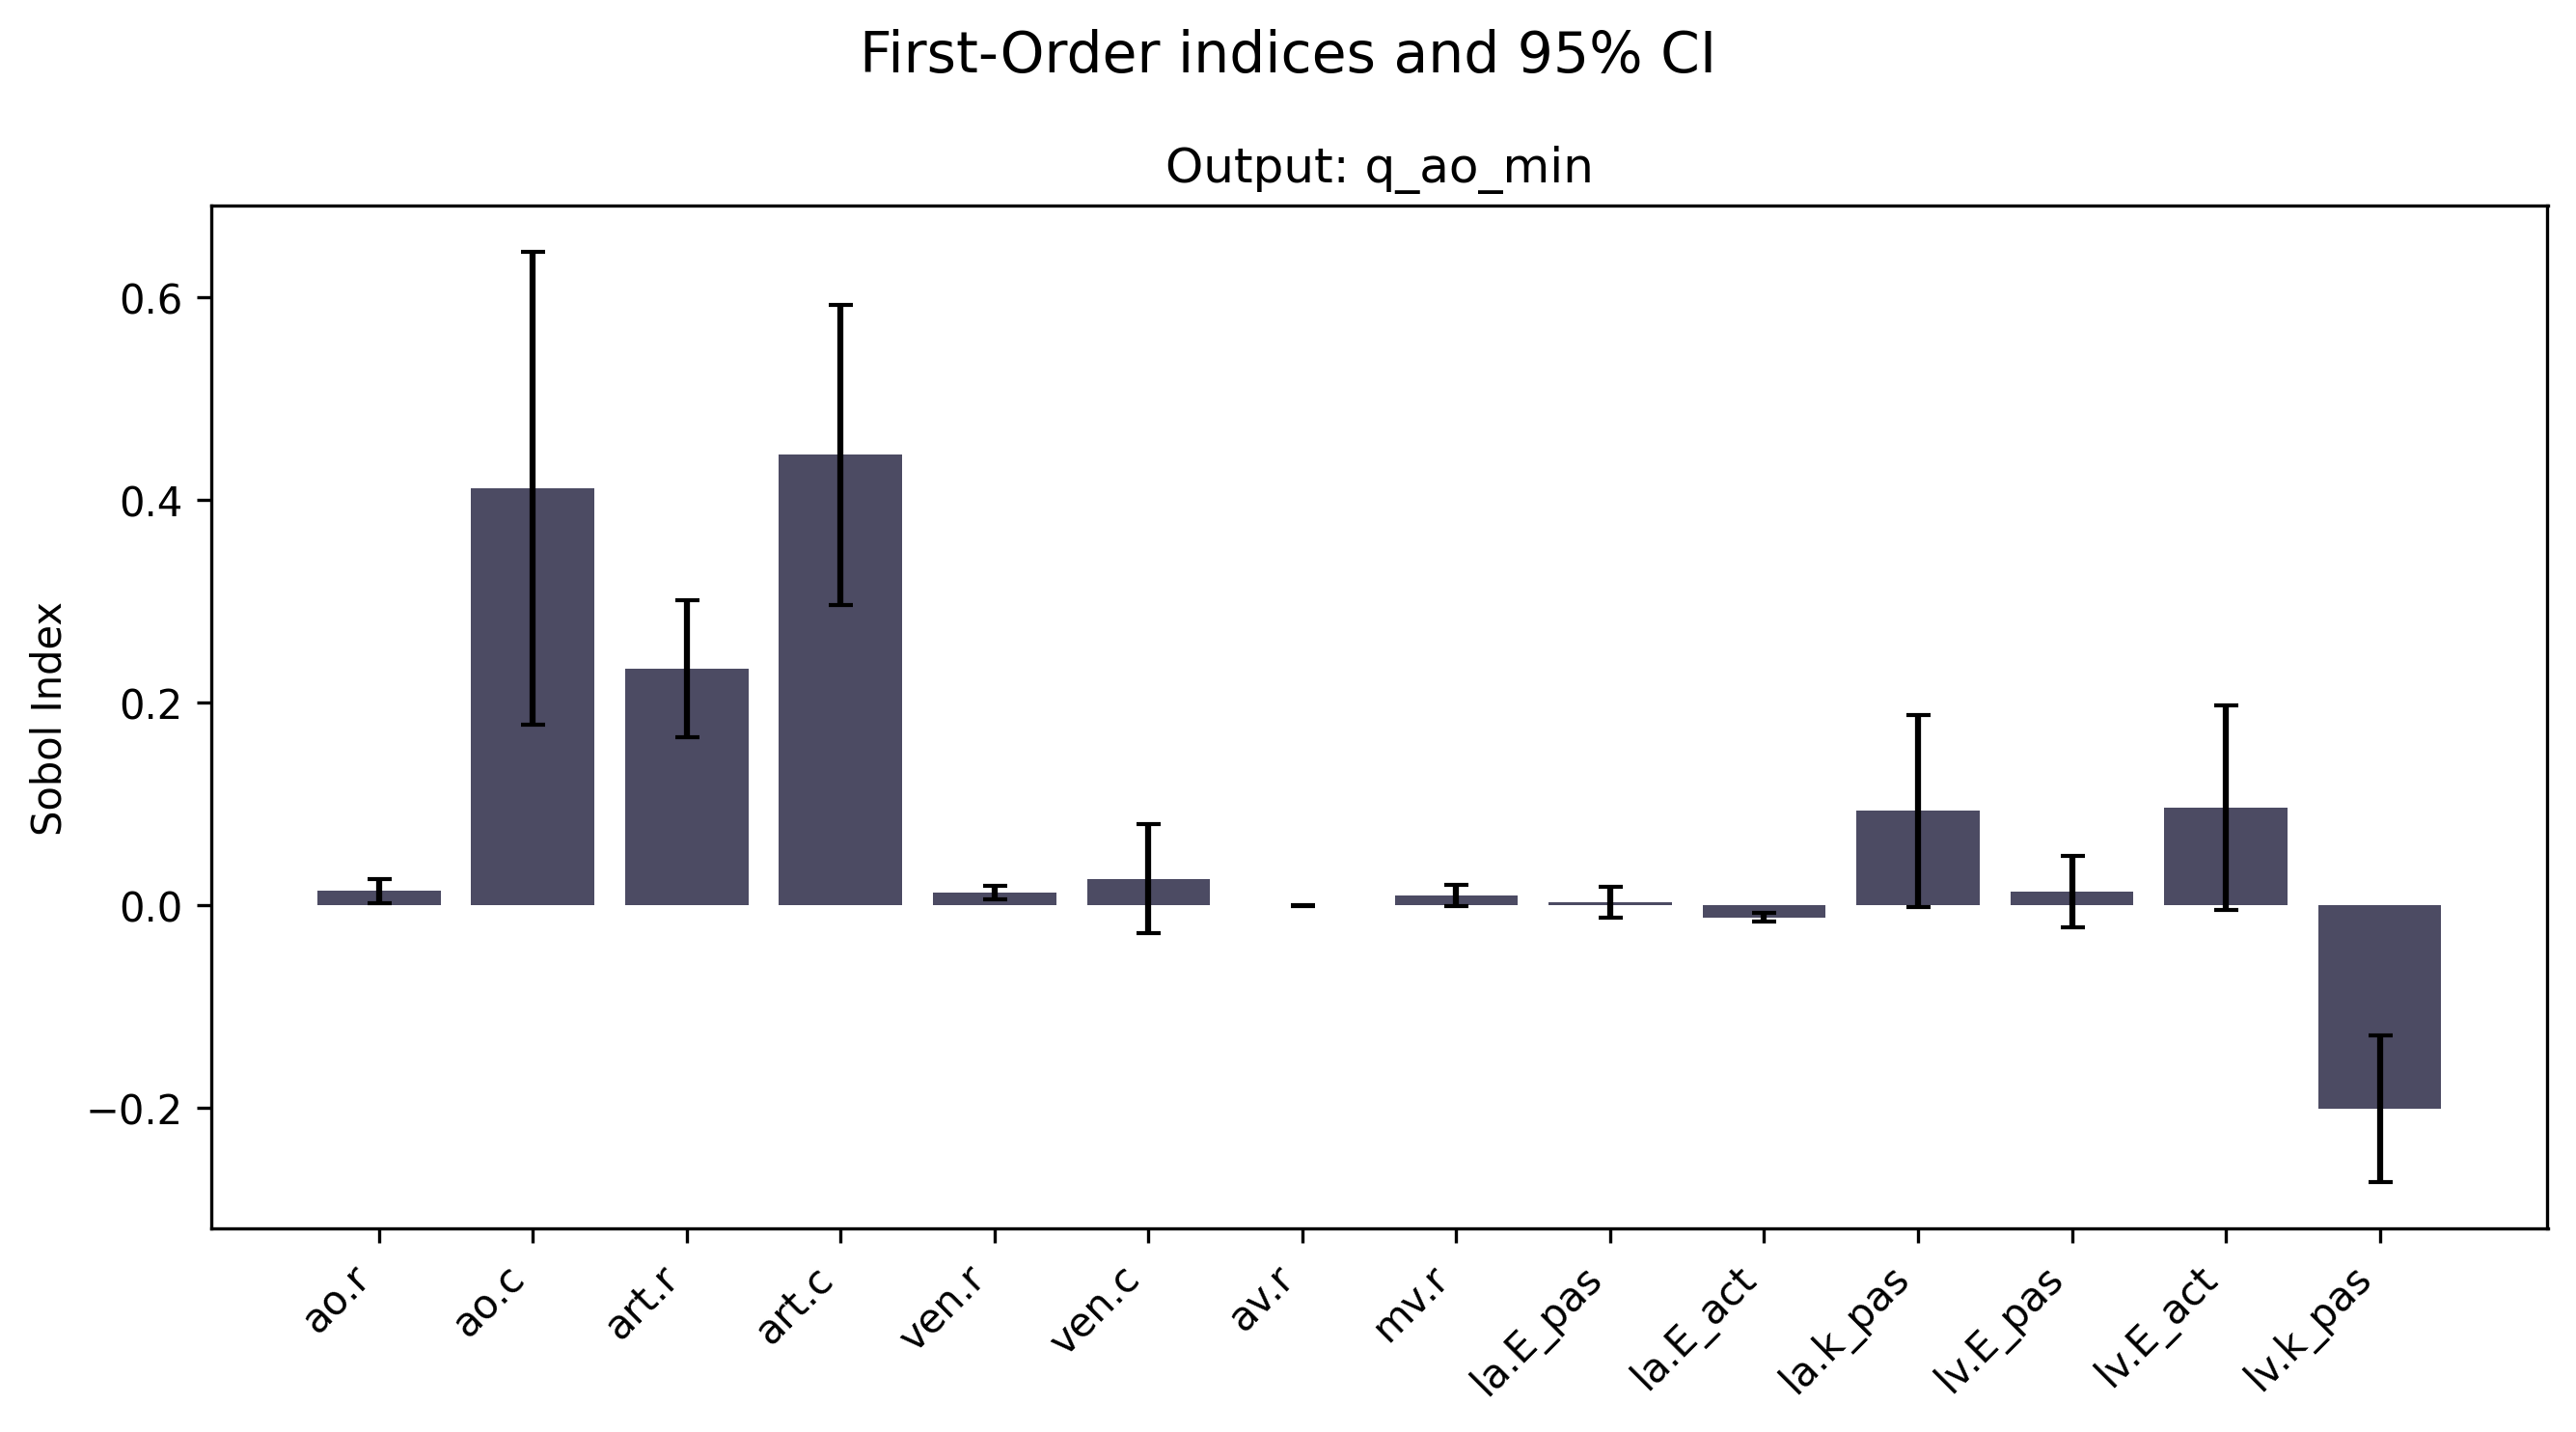 First-Order indices and 95% CI
Output: q_ao_min
Sobol Index
0.6
0.4
0.2
0.0
−0.2
ao.r
ao.c
art.r
art.c
ven.r
ven.c
av.r
mv.r
la.E_pas
la.E_act
la.k_pas
lv.E_pas
lv.E_act
lv.k_pas